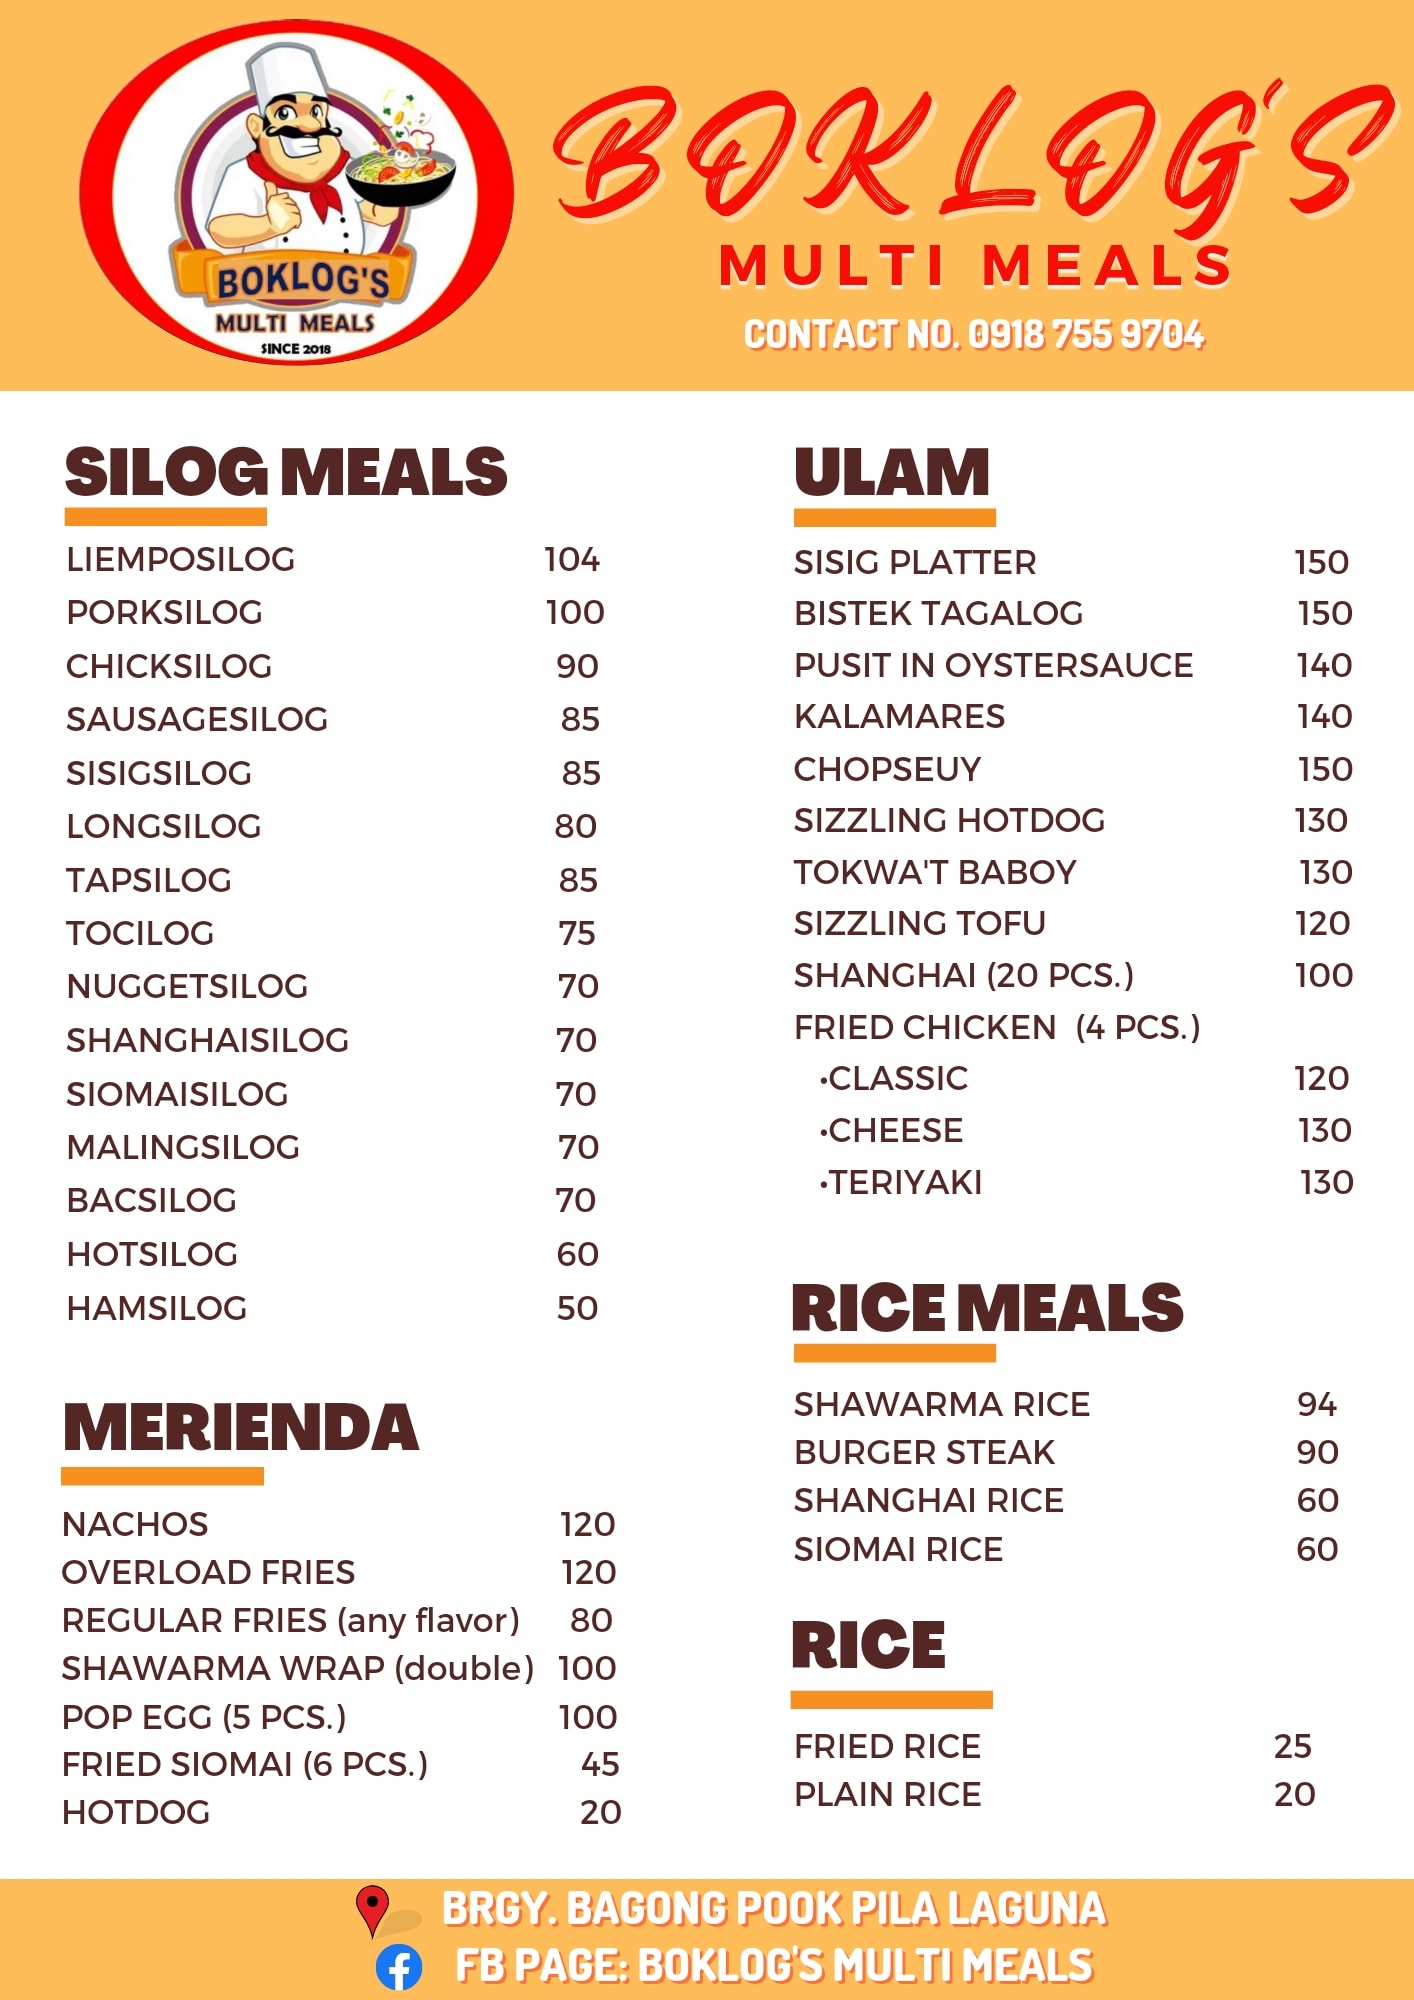 BOKLOG'S
MULTI MEALS
SINCE 2018
BOKLOG'S
MULTI MEALS
CONTACT NO. 0918 755 9704
SILOG MEALS
LIEMPOSILOG 104
PORKSILOG 100
CHICKSILOG 90
SAUSAGESILOG 85
SISIGSILOG 85
LONGSILOG 80
TAPSILOG 85
TOCILOG 75
NUGGETSILOG 70
SHANGHAISILOG 70
SIOMAISILOG 70
MALINGSILOG 70
BACSILOG 70
HOTSILOG 60
HAMSILOG 50
MERIENDA
NACHOS 120
OVERLOAD FRIES 120
REGULAR FRIES (any flavor) 80
SHAWARMA WRAP (double) 100
POP EGG (5 PCS.) 100
FRIED SIOMAI (6 PCS.) 45
HOTDOG 20
ULAM
SISIG PLATTER 150
BISTEK TAGALOG 150
PUSIT IN OYSTERSAUCE 140
KALAMARES 140
CHOPSEUY 150
SIZZLING HOTDOG 130
TOKWA'T BABOY 130
SIZZLING TOFU 120
SHANGHAI (20 PCS.) 100
FRIED CHICKEN (4 PCS.)
•CLASSIC 120
•CHEESE 130
•TERIYAKI 130
RICE MEALS
SHAWARMA RICE 94
BURGER STEAK 90
SHANGHAI RICE 60
SIOMAI RICE 60
RICE
FRIED RICE 25
PLAIN RICE 20
BRGY. BAGONG POOK PILA LAGUNA
FB PAGE: BOKLOG'S MULTI MEALS